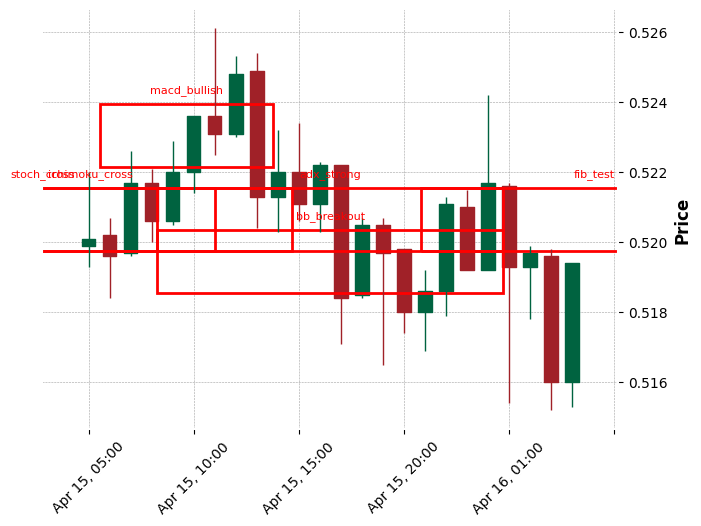 macd_bullish
stoch_cross
ichimoku_cross
adx_strong
fib_test
bb_breakout
0.526
0.524
0.522
0.520
0.518
0.516
Price
Apr 15, 05:00
Apr 15, 10:00
Apr 15, 15:00
Apr 15, 20:00
Apr 16, 01:00